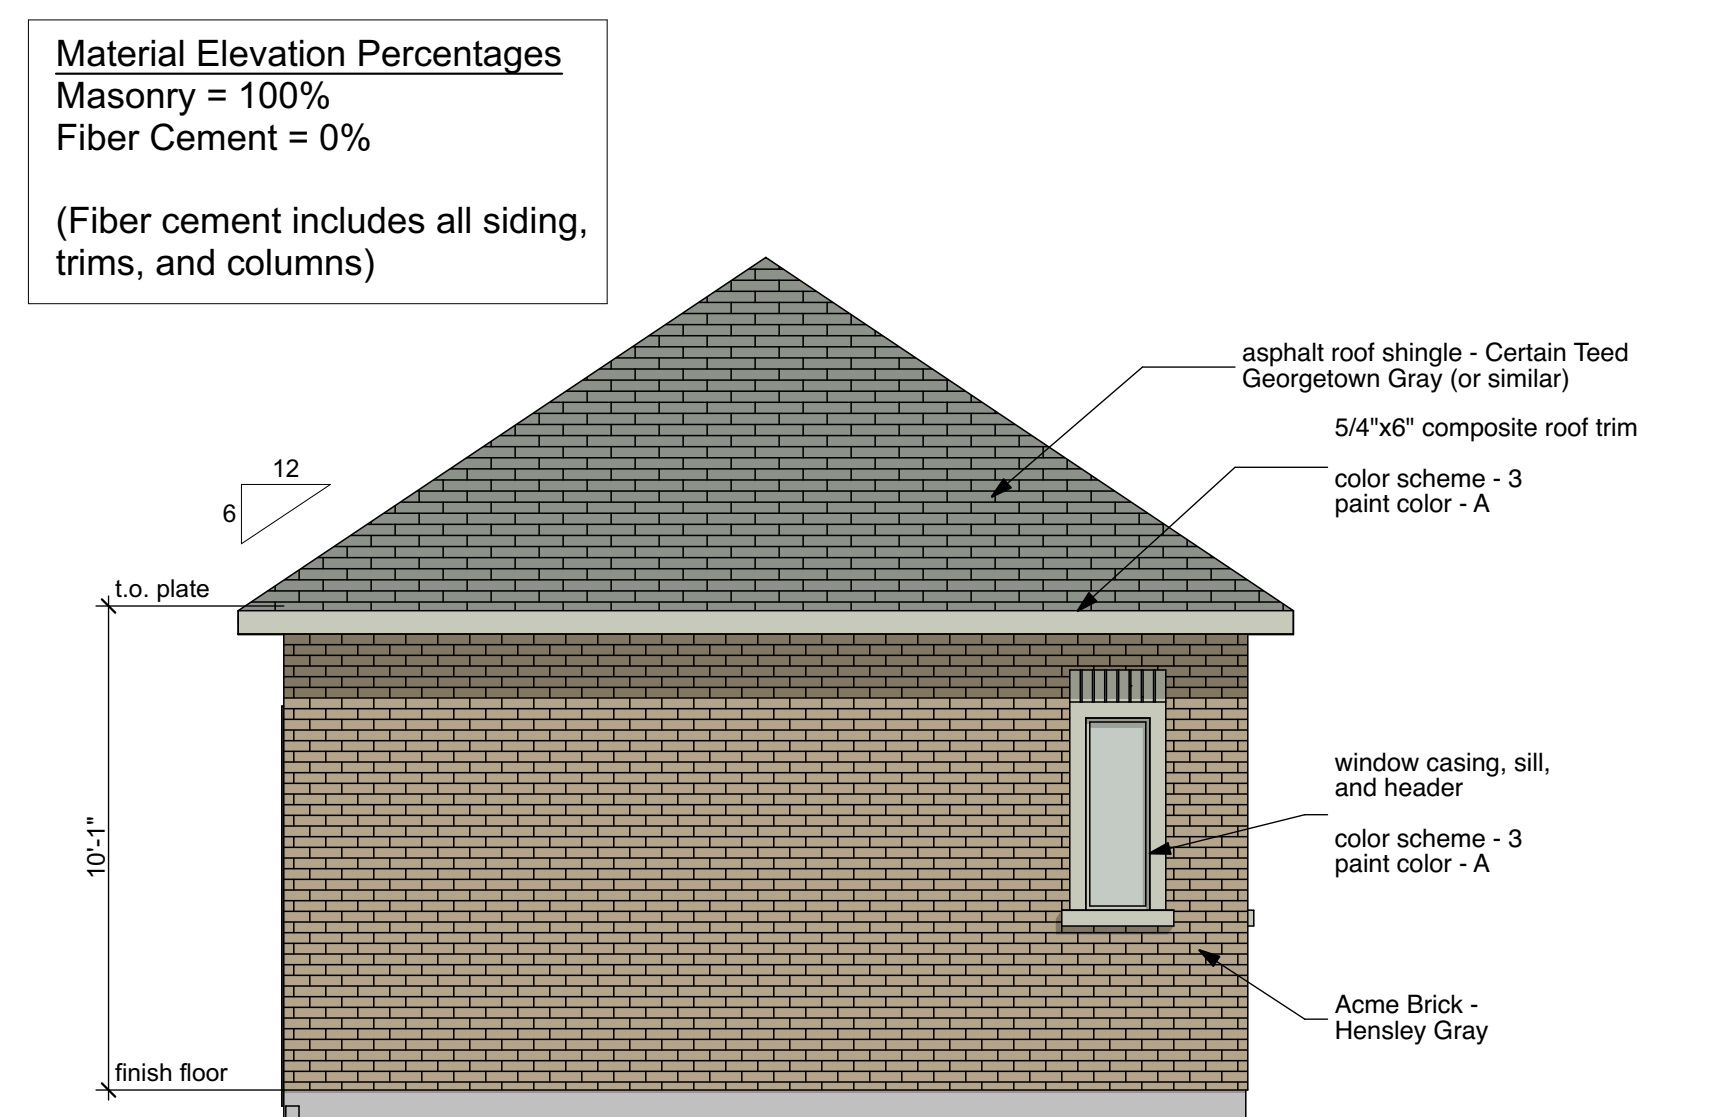 Material Elevation Percentages
Masonry = 100%
Fiber Cement = 0%
(Fiber cement includes all siding,
trims, and columns)
asphalt roof shingle - Certain Teed
Georgetown Gray (or similar)
5/4"x6" composite roof trim
color scheme - 3
paint color - A
12
6
t.o. plate
10'-1"
window casing, sill,
and header
color scheme - 3
paint color - A
Acme Brick -
Hensley Gray
finish floor